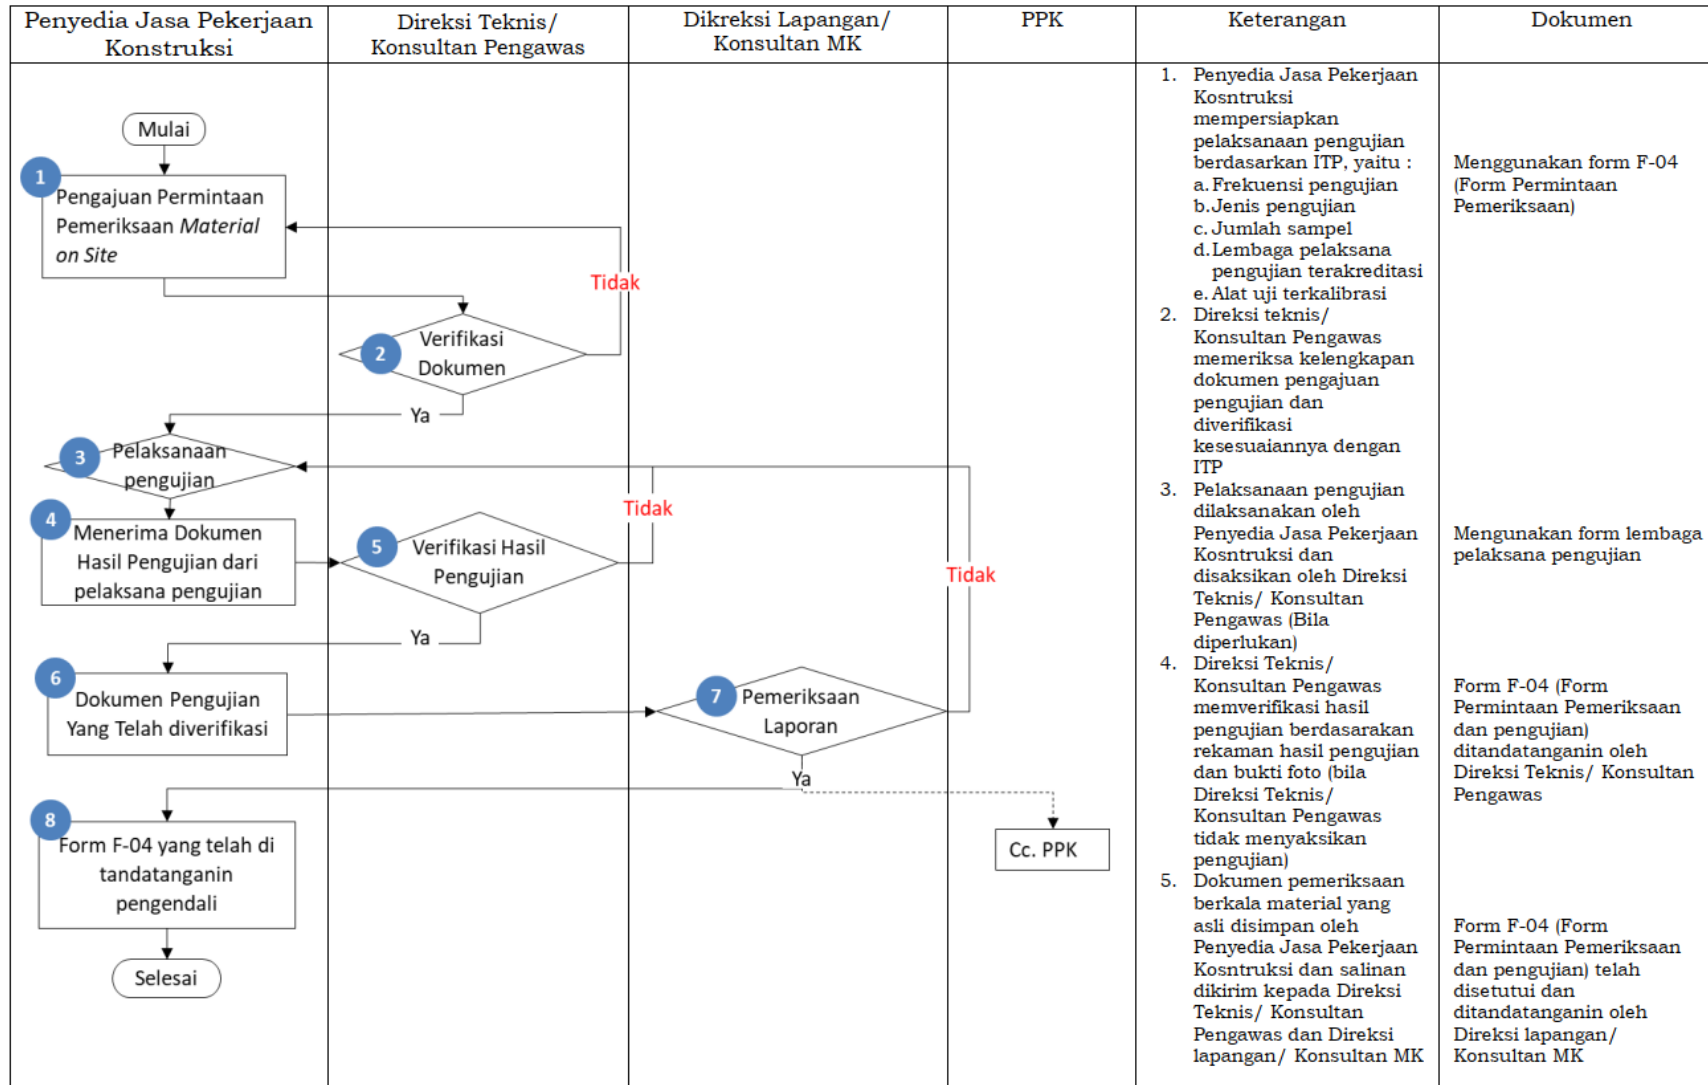 Penyedia Jasa Pekerjaan
Konstruksi
Direksi Teknis/
Konsultan Pengawas
Dikreksi Lapangan/
Konsultan MK
PPK
Keterangan
Dokumen
Mulai
1
Pengajuan Permintaan
Pemeriksaan Material
on Site
Tidak
2
Verifikasi
Dokumen
Ya
3
Pelaksanaan
pengujian
4
Menerima Dokumen
Hasil Pengujian dari
pelaksana pengujian
5
Verifikasi Hasil
Pengujian
Tidak
Tidak
Ya
6
Dokumen Pengujian
Yang Telah diverifikasi
7
Pemeriksaan
Laporan
Ya
8
Form F-04 yang telah di
tandatanganin
pengendali
Cc. PPK
Selesai
1. Penyedia Jasa Pekerjaan
Kosntruksi
mempersiapkan
pelaksanaan pengujian
berdasarkan ITP, yaitu :
a. Frekuensi pengujian
b. Jenis pengujian
c. Jumlah sampel
d. Lembaga pelaksana
pengujian terakreditasi
e. Alat uji terkalibrasi
2. Direksi teknis/
Konsultan Pengawas
memeriksa kelengkapan
dokumen pengajuan
pengujian dan
diverifikasi
kesesuaiannya dengan
ITP
3. Pelaksanaan pengujian
dilaksanakan oleh
Penyedia Jasa Pekerjaan
Kosntruksi dan
disaksikan oleh Direksi
Teknis/ Konsultan
Pengawas (Bila
diperlukan)
4. Direksi Teknis/
Konsultan Pengawas
memverifikasi hasil
pengujian berdasarakan
rekaman hasil pengujian
dan bukti foto (bila
Direksi Teknis/
Konsultan Pengawas
tidak menyaksikan
pengujian)
5. Dokumen pemeriksaan
berkala material yang
asli disimpan oleh
Penyedia Jasa Pekerjaan
Kosntruksi dan salinan
dikirim kepada Direksi
Teknis/ Konsultan
Pengawas dan Direksi
lapangan/ Konsultan MK
Menggunakan form F-04
(Form Permintaan
Pemeriksaan)
Mengunakan form lembaga
pelaksana pengujian
Form F-04 (Form
Permintaan Pemeriksaan
dan pengujian)
ditandatanganin oleh
Direksi Teknis/ Konsultan
Pengawas
Form F-04 (Form
Permintaan Pemeriksaan
dan pengujian) telah
disetutui dan
ditandatanganin oleh
Direksi lapangan/
Konsultan MK